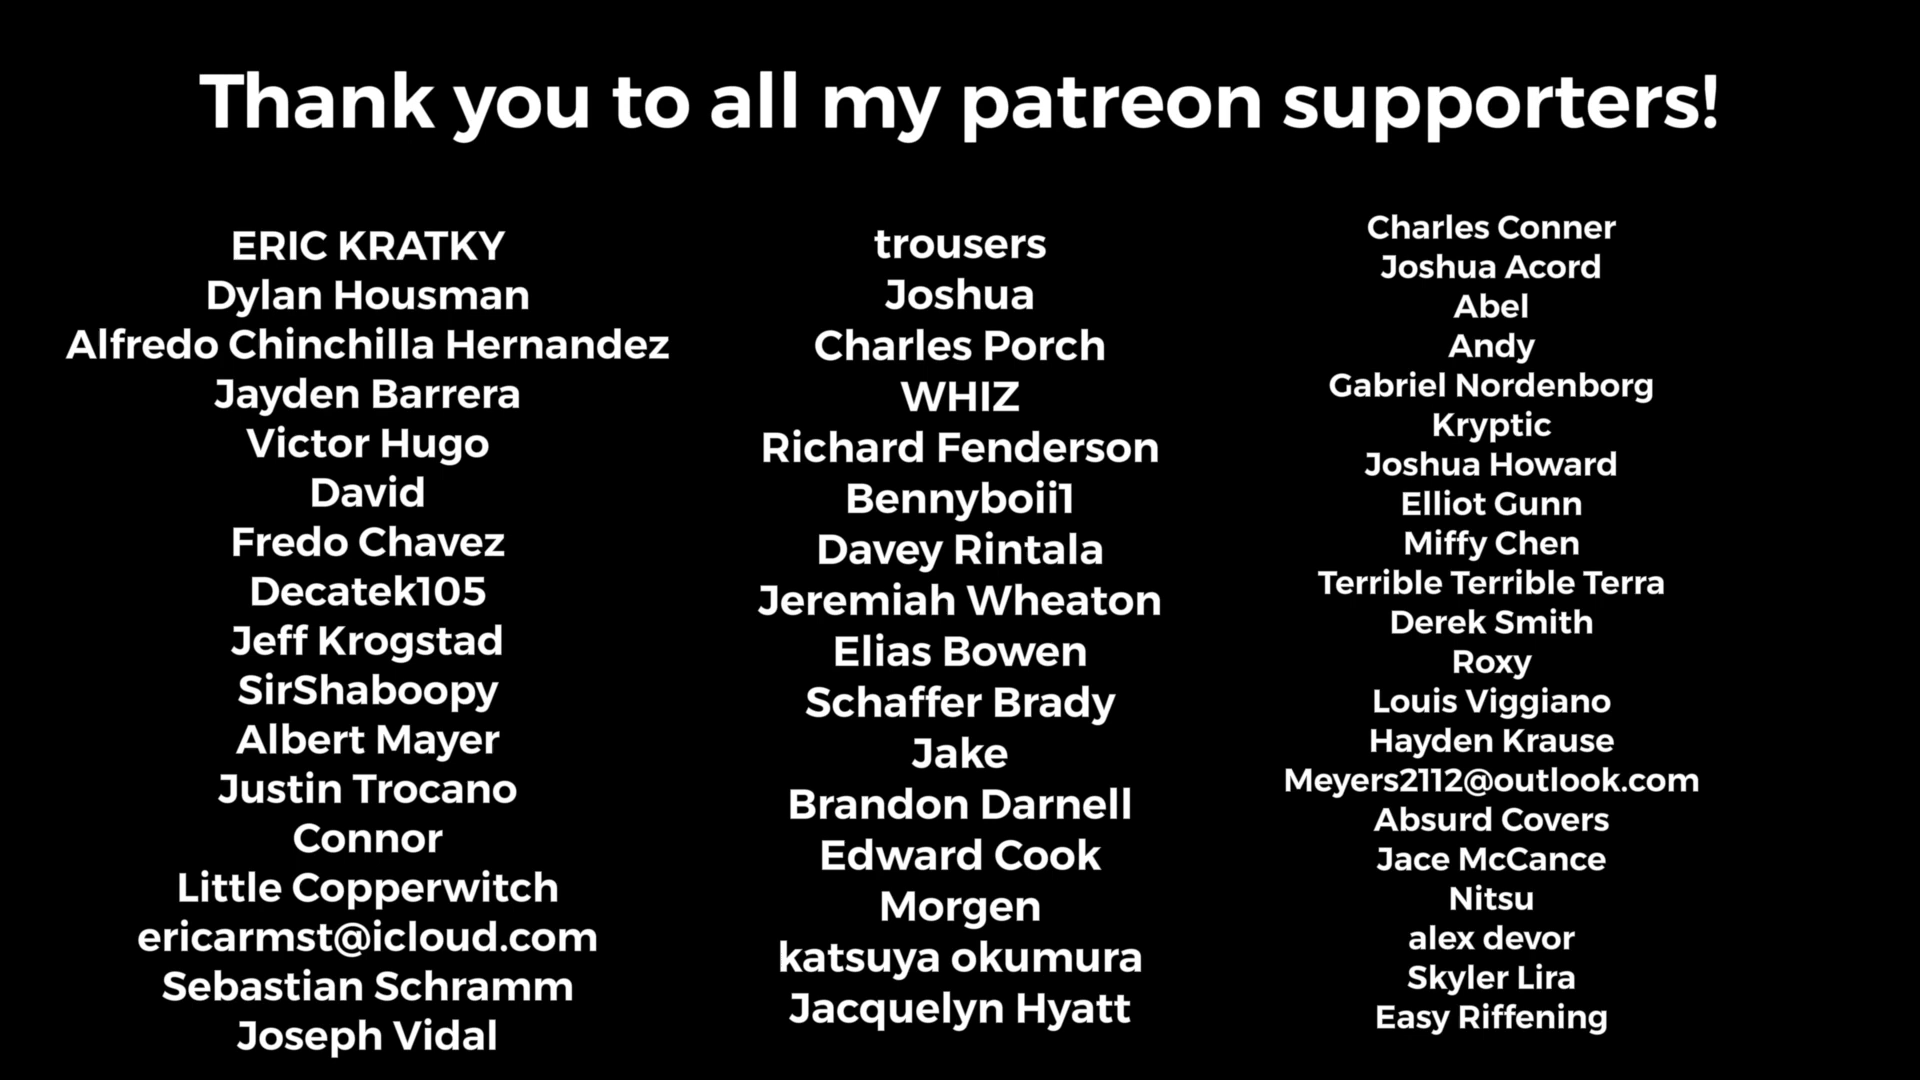 Thank you to all my patreon supporters!
ERIC KRATKY
Dylan Housman
Alfredo Chinchilla Hernandez
Jayden Barrera
Victor Hugo
David
Fredo Chavez
Decatek105
Jeff Krogstad
SirShaboopy
Albert Mayer
Justin Trocano
Connor
Little Copperwitch
ericarmst@icloud.com
Sebastian Schramm
Joseph Vidal
trousers
Joshua
Charles Porch
WHIZ
Richard Fenderson
Bennyboii1
Davey Rintala
Jeremiah Wheaton
Elias Bowen
Schaffer Brady
Jake
Brandon Darnell
Edward Cook
Morgen
katsuya okumura
Jacquelyn Hyatt
Charles Conner
Joshua Acord
Abel
Andy
Gabriel Nordenborg
Kryptic
Joshua Howard
Elliot Gunn
Miffy Chen
Terrible Terrible Terra
Derek Smith
Roxy
Louis Viggiano
Hayden Krause
Meyers2112@outlook.com
Absurd Covers
Jace McCance
Nitsu
alex devor
Skyler Lira
Easy Riffening